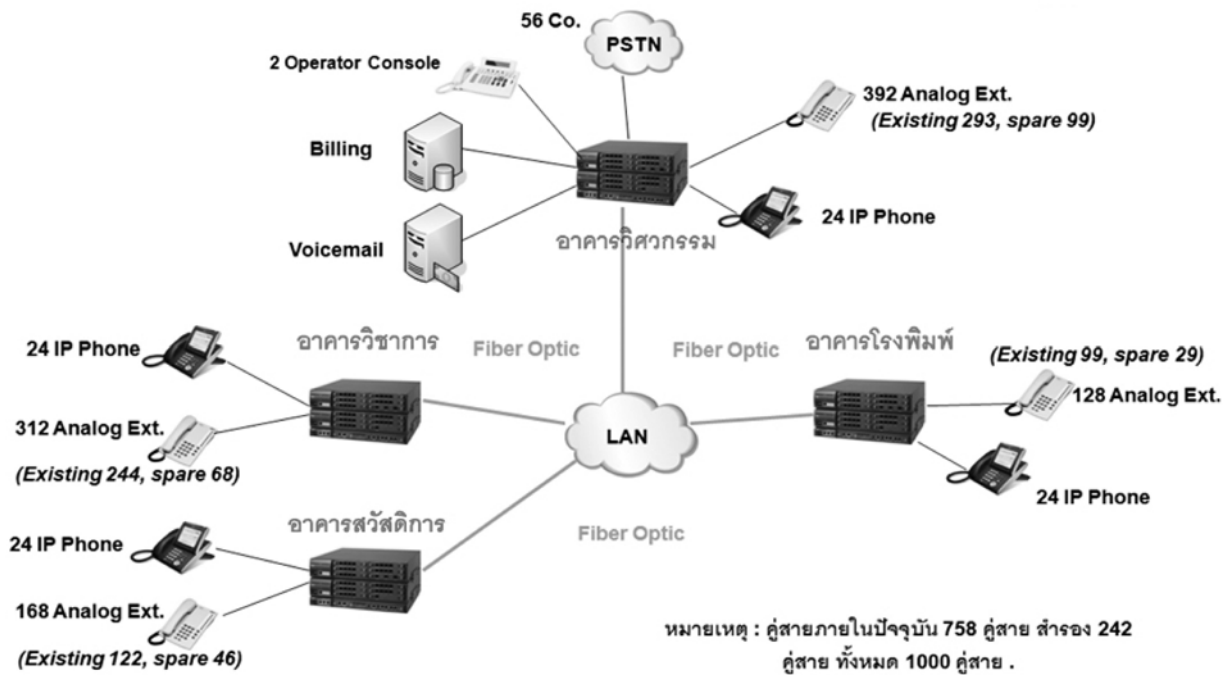 56 Co.
PSTN
2 Operator Console
392 Analog Ext.
(Existing 293, spare 99)
Billing
24 IP Phone
Voicemail
อาคารวิศวกรรม
24 IP Phone
อาคารวิชาการ
Fiber Optic
Fiber Optic
อาคารโรงพิมพ์
(Existing 99, spare 29)
128 Analog Ext.
312 Analog Ext.
(Existing 244, spare 68)
LAN
24 IP Phone
อาคารสวัสดิการ
Fiber Optic
24 IP Phone
168 Analog Ext.
(Existing 122, spare 46)
หมายเหตุ : คู่สายภายในปัจจุบัน 758 คู่สาย สำรอง 242
คู่สาย ทั้งหมด 1000 คู่สาย .